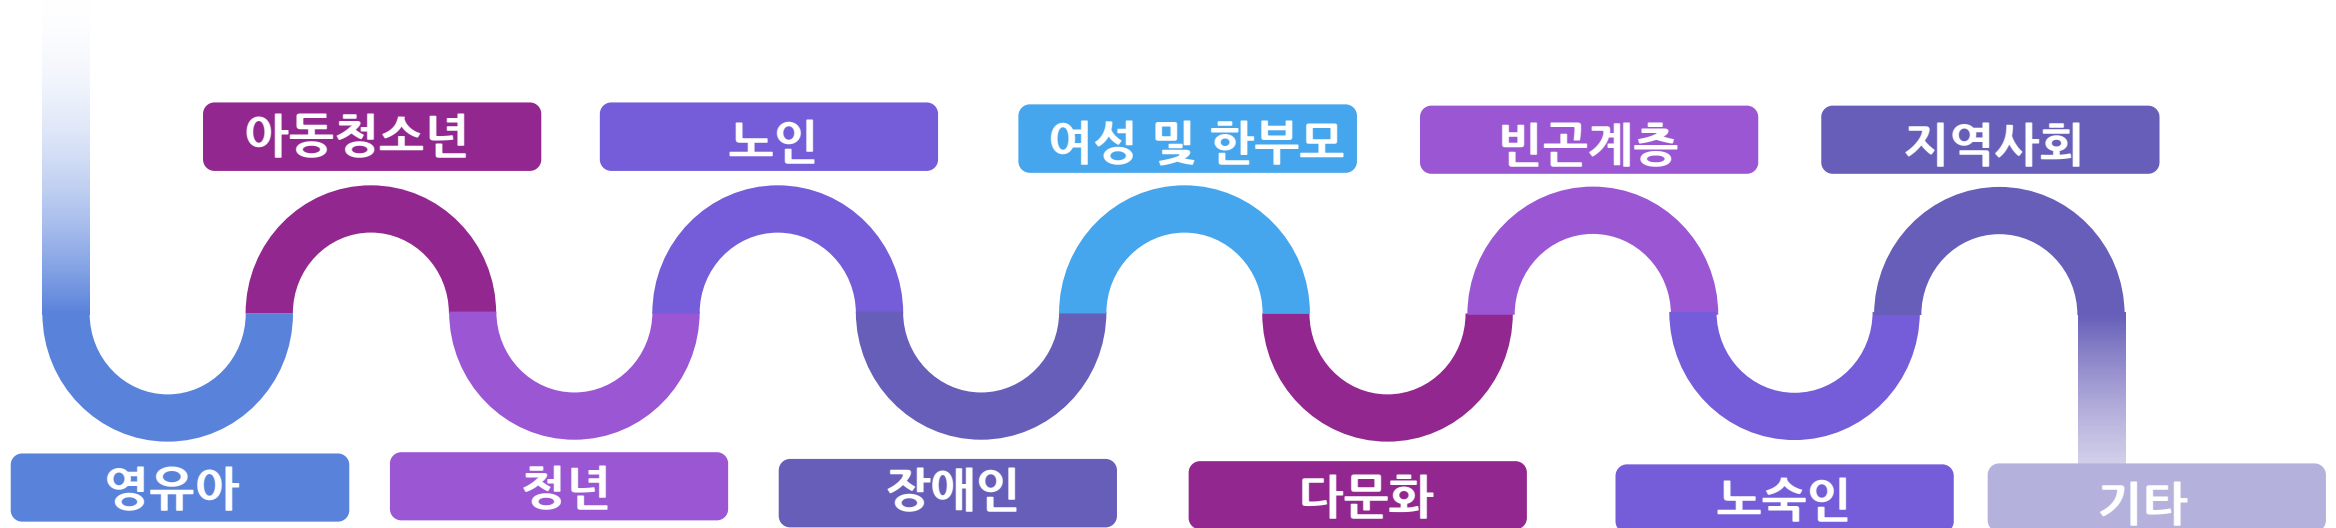 아동청소년
노인
여성 및 한부모
빈곤계층
지역사회
영유아
청년
장애인
다문화
노숙인
기타